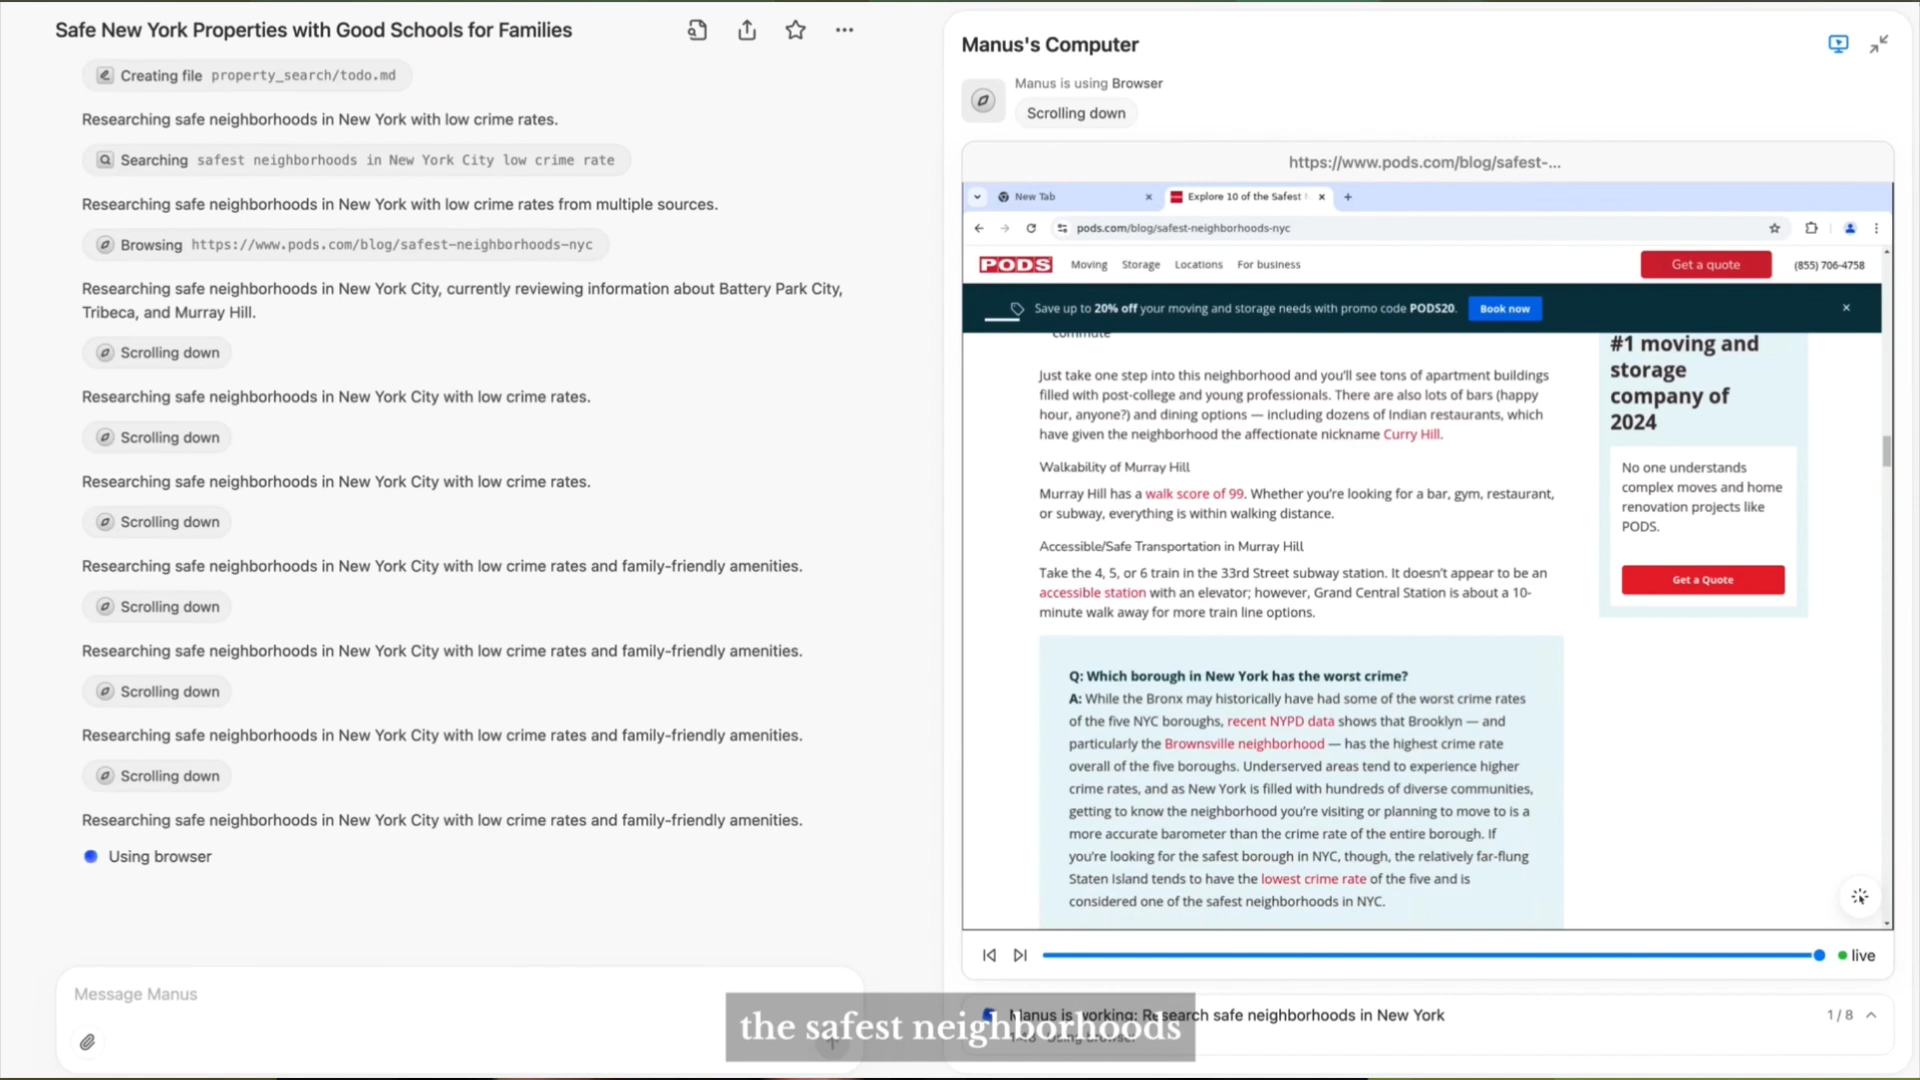 Safe New York Properties with Good Schools for Families
Creating file property_search/todo.md
Researching safe neighborhoods in New York with low crime rates.
Searching safest neighborhoods in New York City low crime rate
Researching safe neighborhoods in New York with low crime rates from multiple sources.
Browsing https://www.pods.com/blog/safest-neighborhoods-nyc
Researching safe neighborhoods in New York City, currently reviewing information about Battery Park City,
Tribeca, and Murray Hill.
Scrolling down
Researching safe neighborhoods in New York City with low crime rates.
Scrolling down
Researching safe neighborhoods in New York City with low crime rates.
Scrolling down
Researching safe neighborhoods in New York City with low crime rates and family-friendly amenities.
Scrolling down
Researching safe neighborhoods in New York City with low crime rates and family-friendly amenities.
Scrolling down
Researching safe neighborhoods in New York City with low crime rates and family-friendly amenities.
Scrolling down
Researching safe neighborhoods in New York City with low crime rates and family-friendly amenities.
Using browser
Message Manus
Manus's Computer
Manus is using Browser
Scrolling down
https://www.pods.com/blog/safest-...
New Tab
Explore 10 of the Safest
pods.com/blog/safest-neighborhoods-nyc
PODS Moving Storage Locations For business Get a quote (855) 706-4758
Save up to 20% off your moving and storage needs with promo code PODS20. Book now
commute
Just take one step into this neighborhood and you'll see tons of apartment buildings
filled with post-college and young professionals. There are also lots of bars (happy
hour, anyone?) and dining options — including dozens of Indian restaurants, which
have given the neighborhood the affectionate nickname Curry Hill.
Walkability of Murray Hill
Murray Hill has a walk score of 99. Whether you're looking for a bar, gym, restaurant,
or subway, everything is within walking distance.
Accessible/Safe Transportation in Murray Hill
Take the 4, 5, or 6 train in the 33rd Street subway station. It doesn't appear to be an
accessible station with an elevator; however, Grand Central Station is about a 10-
minute walk away for more train line options.
Q: Which borough in New York has the worst crime?
A: While the Bronx may historically have had some of the worst crime rates
of the five NYC boroughs, recent NYPD data shows that Brooklyn — and
particularly the Brownsville neighborhood — has the highest crime rate
overall of the five boroughs. Underserved areas tend to experience higher
crime rates, and as New York is filled with hundreds of diverse communities,
getting to know the neighborhood you're visiting or planning to move to is a
more accurate barometer than the crime rate of the entire borough. If
you're looking for the safest borough in NYC, though, the relatively far-flung
Staten Island tends to have the lowest crime rate of the five and is
considered one of the safest neighborhoods in NYC.
#1 moving and
storage
company of
2024
No one understands
complex moves and home
renovation projects like
PODS.
Get a Quote
live
Manus is working: Research safe neighborhoods in New York
1 / 8
Using browser
the safest neighborhoods